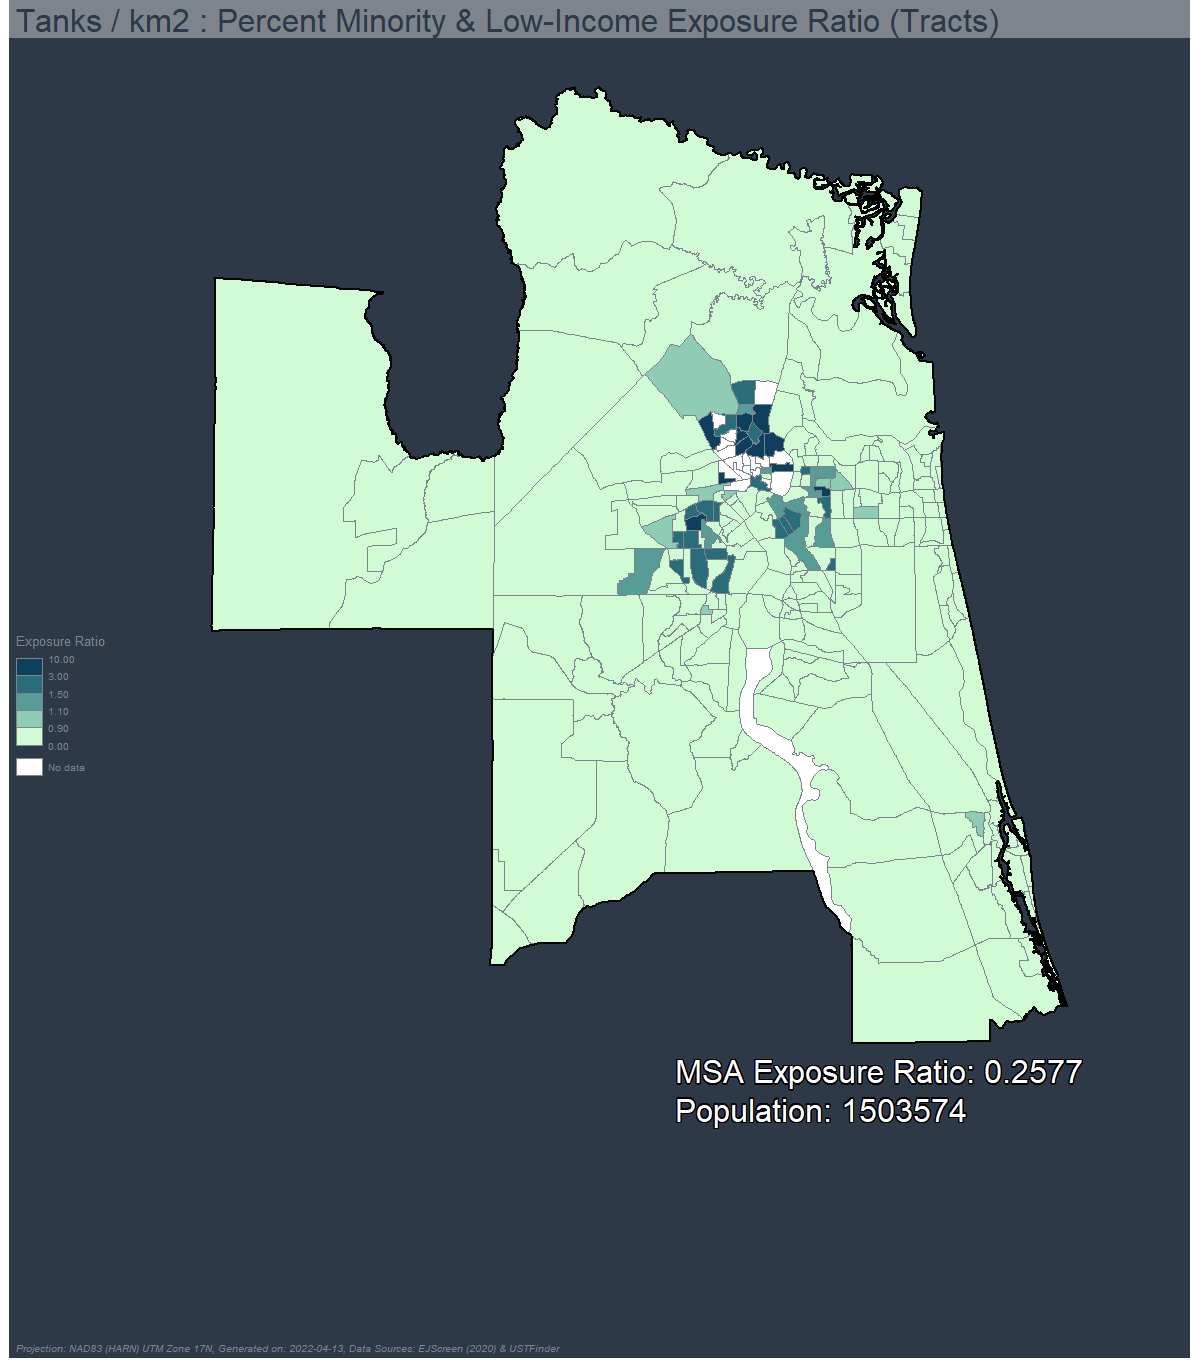 Tanks / km2 : Percent Minority & Low-Income Exposure Ratio (Tracts)
Exposure Ratio
10.00
3.00
1.50
1.10
0.90
0.00
No data
MSA Exposure Ratio: 0.2577
Population: 1503574
Projection: NAD83 (HARN) UTM Zone 17N, Generated on: 2022-04-13, Data Sources: EJScreen (2020) & USTFinder